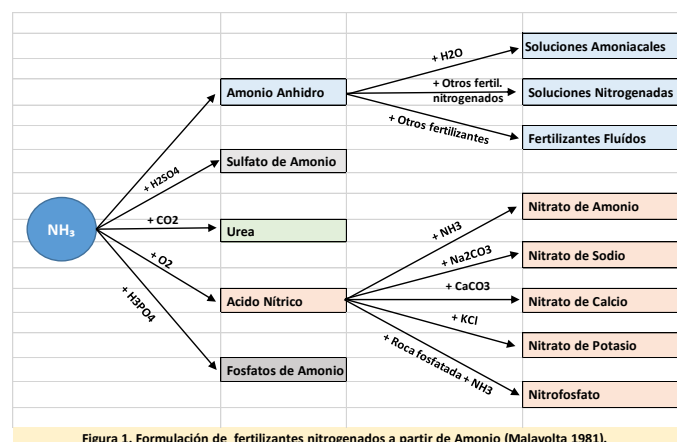 + H2O
Soluciones Amoniacales
Amonio Anhidro
+ Otros fertil.
nitrogenados
Soluciones Nitrogenadas
+ Otros fertilizantes
Fertilizantes Fluídos
+ H2SO4
Sulfato de Amonio
NH₃
+ CO2
Urea
+ O2
Acido Nítrico
+ H3PO4
Fosfatos de Amonio
+ NH3
Nitrato de Amonio
+ Na2CO3
Nitrato de Sodio
+ CaCO3
Nitrato de Calcio
+ KCl
Nitrato de Potasio
+ Roca fosfatada + NH3
Nitrofosfato
Figura 1. Formulación de fertilizantes nitrogenados a partir de Amonio (Malavolta 1981).